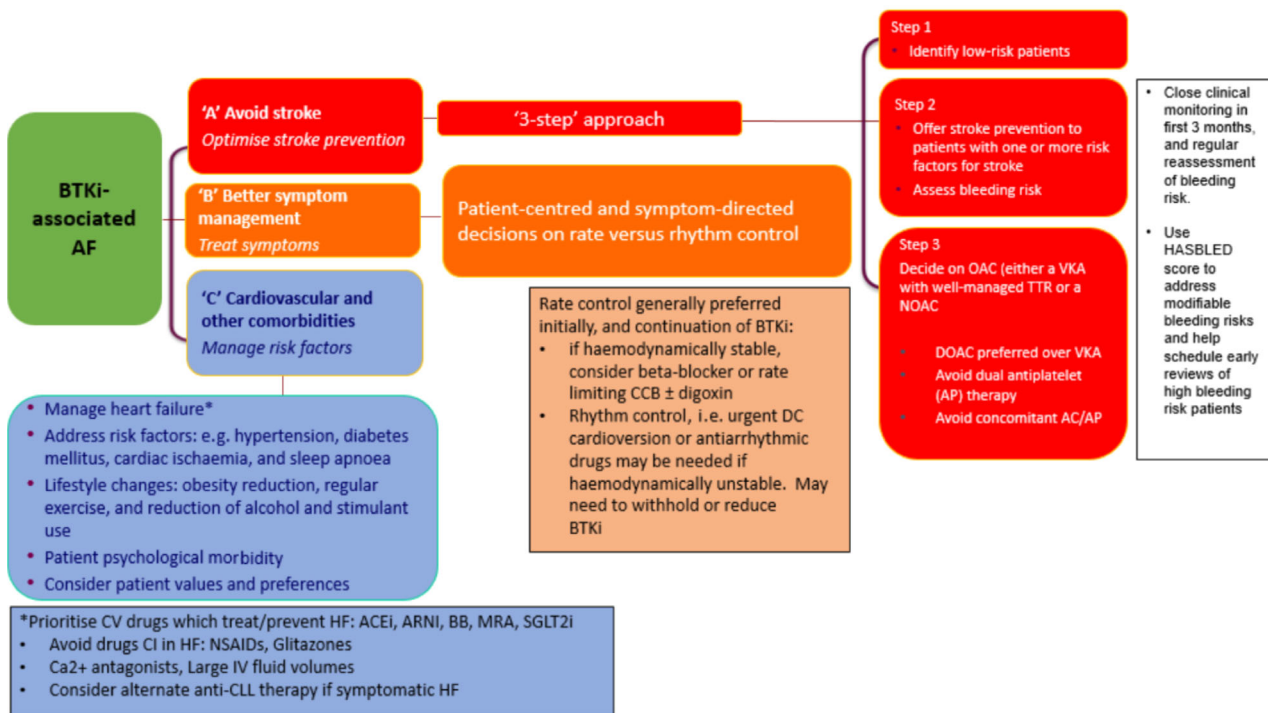 BTKi-
associated
AF
‘A’ Avoid stroke
Optimise stroke prevention
‘3-step’ approach
Step 1
• Identify low-risk patients
Step 2
• Offer stroke prevention to
patients with one or more risk
factors for stroke
• Assess bleeding risk
Step 3
Decide on OAC (either a VKA
with well-managed TTR or a
NOAC
• DOAC preferred over VKA
• Avoid dual antiplatelet
(AP) therapy
• Avoid concomitant AC/AP
• Close clinical
monitoring in
first 3 months,
and regular
reassessment
of bleeding
risk.
• Use
HASBLED
score to
address
modifiable
bleeding risks
and help
schedule early
reviews of
high bleeding
risk patients
‘B’ Better symptom
management
Treat symptoms
Patient-centred and symptom-directed
decisions on rate versus rhythm control
Rate control generally preferred
initially, and continuation of BTKi:
• if haemodynamically stable,
consider beta-blocker or rate
limiting CCB ± digoxin
• Rhythm control, i.e. urgent DC
cardioversion or antiarrhythmic
drugs may be needed if
haemodynamically unstable. May
need to withhold or reduce
BTKi
‘C’ Cardiovascular and
other comorbidities
Manage risk factors
• Manage heart failure*
• Address risk factors: e.g. hypertension, diabetes
mellitus, cardiac ischaemia, and sleep apnoea
• Lifestyle changes: obesity reduction, regular
exercise, and reduction of alcohol and stimulant
use
• Patient psychological morbidity
• Consider patient values and preferences
*Prioritise CV drugs which treat/prevent HF: ACEi, ARNI, BB, MRA, SGLT2i
• Avoid drugs CI in HF: NSAIDs, Glitazones
• Ca2+ antagonists, Large IV fluid volumes
• Consider alternate anti-CLL therapy if symptomatic HF